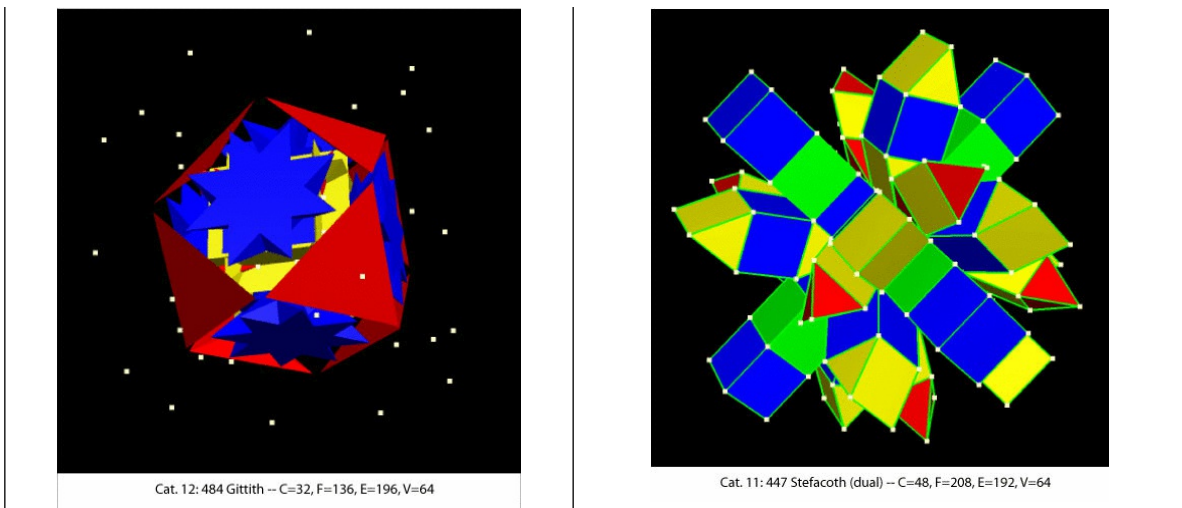 Cat. 12: 484 Gittith -- C=32, F=136, E=196, V=64
Cat. 11: 447 Stefacoth (dual) -- C=48, F=208, E=192, V=64